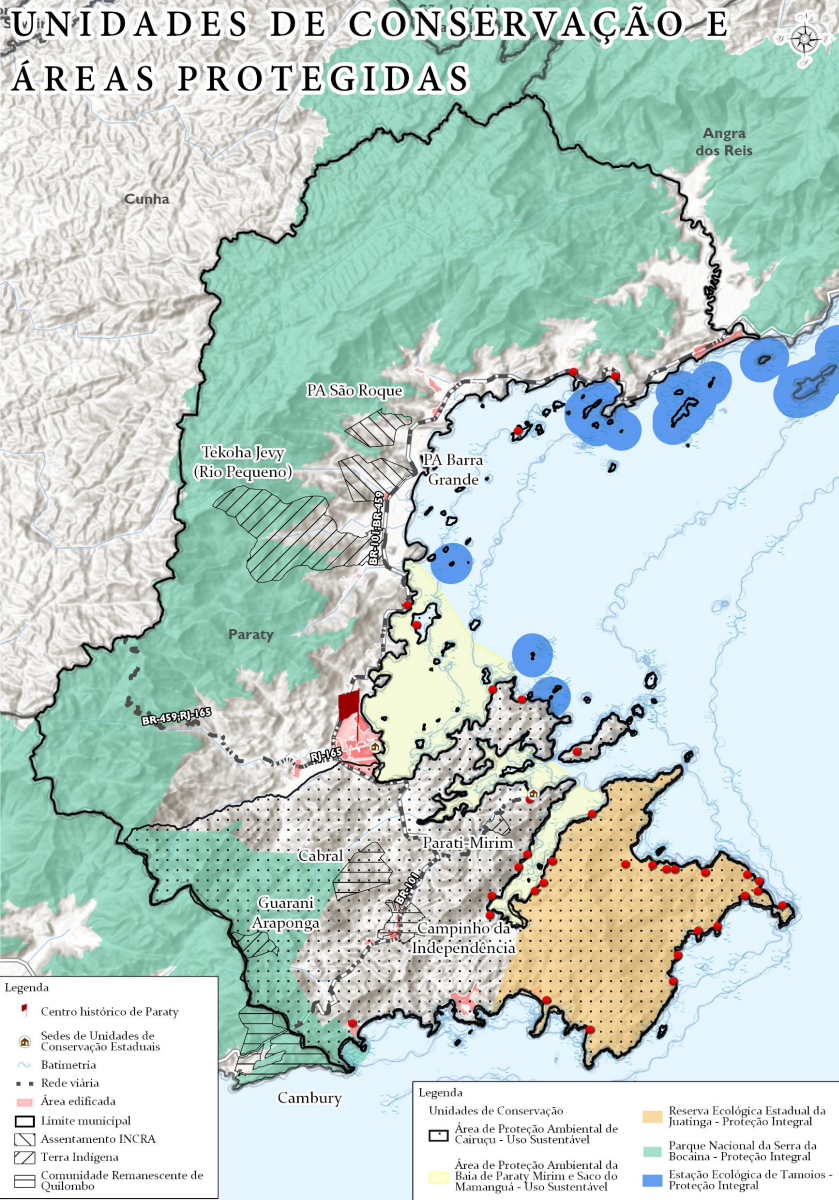 UNIDADES DE CONSERVAÇÃO E
ÁREAS PROTEGIDAS
Angra
dos Reis
Cunha
PA São Roque
Tekoha Jevy
(Rio Pequeno)
PA Barra
Grande
BR-101;BR-459
Paraty
BR-459;RJ-165
RJ-165
Parati-Mirim
Cabral
BR-101
Guarani
Araponga
Campinho da
Independência
Cambury
Legenda
Centro histórico de Paraty
Sedes de Unidades de
Conservação Estaduais
Batimetria
Rede viária
Área edificada
Limite municipal
Assentamento INCRA
Terra Indígena
Comunidade Remanescente de
Quilombo
Legenda
Unidades de Conservação
Área de Proteção Ambiental de
Cairuçu - Uso Sustentável
Área de Proteção Ambiental da
Baia de Paraty Mirim e Saco do
Mamanguá - Uso Sustentável
Reserva Ecológica Estadual da
Juatinga - Proteção Integral
Parque Nacional da Serra da
Bocaina - Proteção Integral
Estação Ecológica de Tamoios -
Proteção Integral